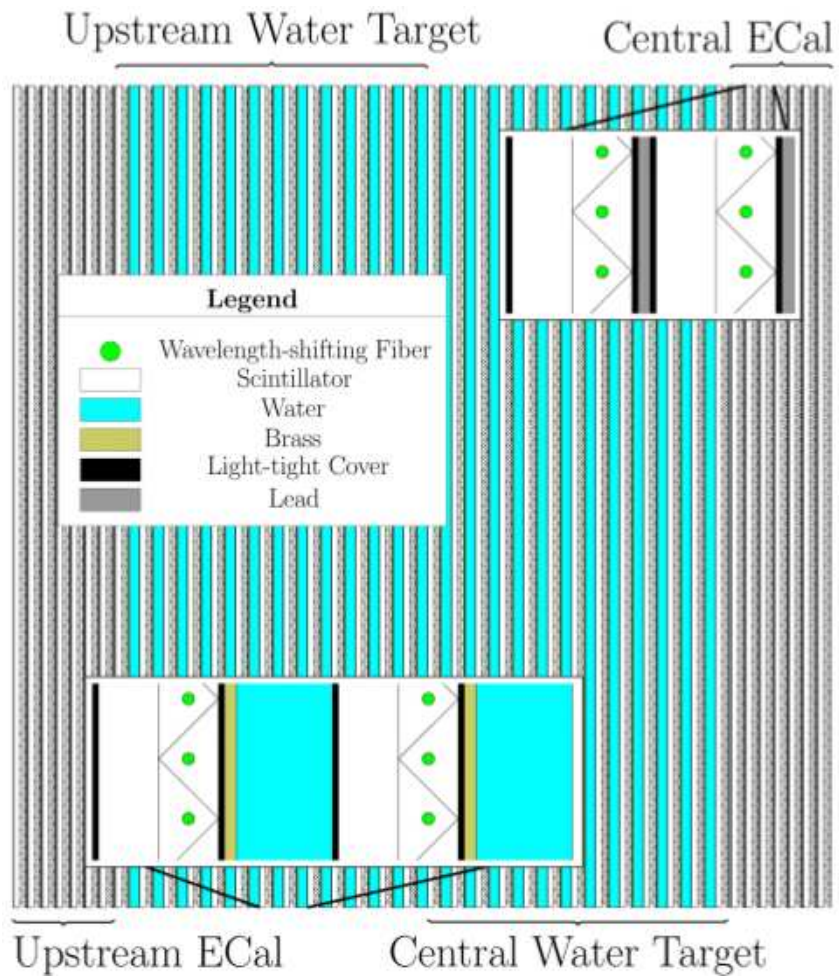 Upstream Water Target
Central ECal
Legend
Wavelength-shifting Fiber
Scintillator
Water
Brass
Light-tight Cover
Lead
Upstream ECal
Central Water Target